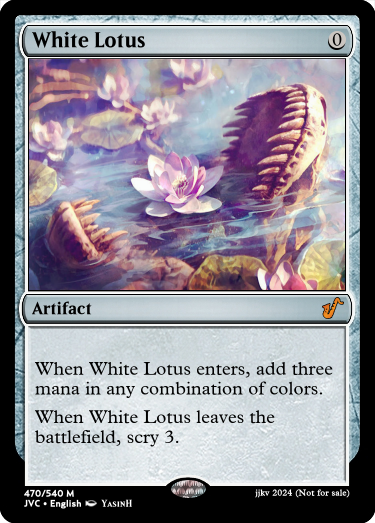 White Lotus 0
Artifact
When White Lotus enters, add three
mana in any combination of colors.
When White Lotus leaves the
battlefield, scry 3.
470/540 M
jjkv 2024 (Not for sale)
JVC • English YasinH